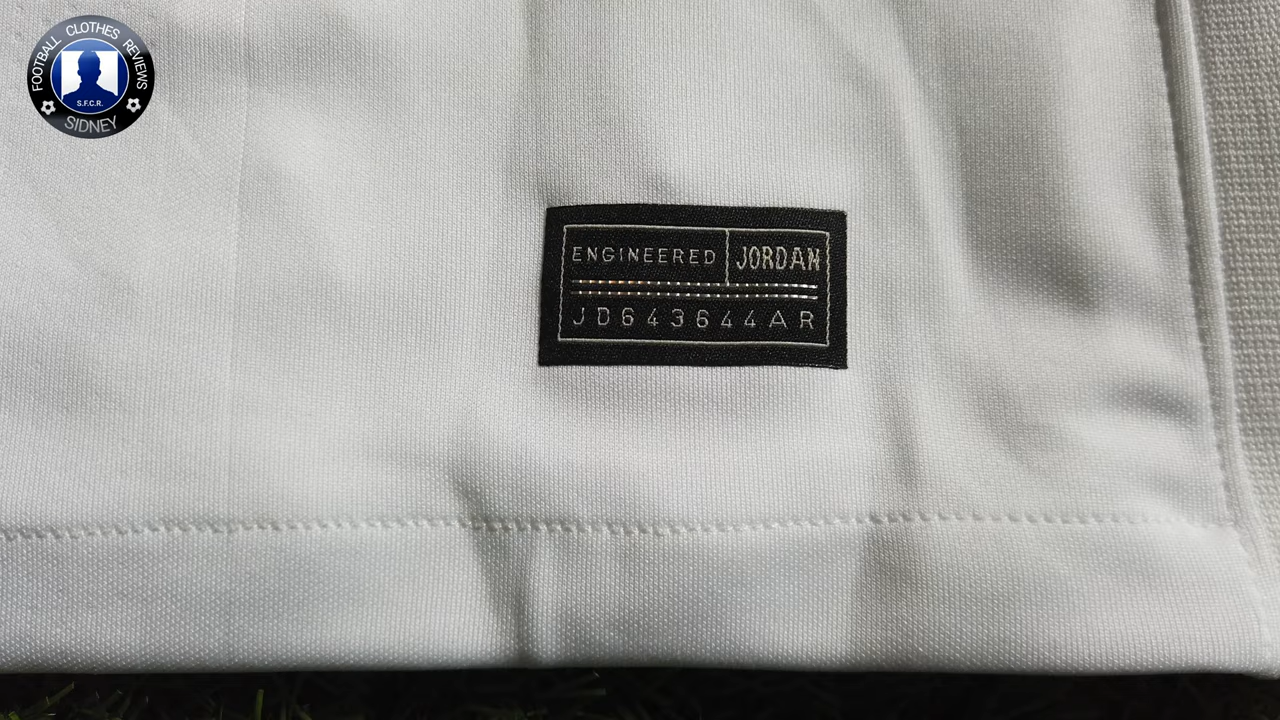 FOOTBALL CLOTHES REVIEWS
S.F.C.R.
SIDNEY
ENGINEERED JORDAN
JD643644AR